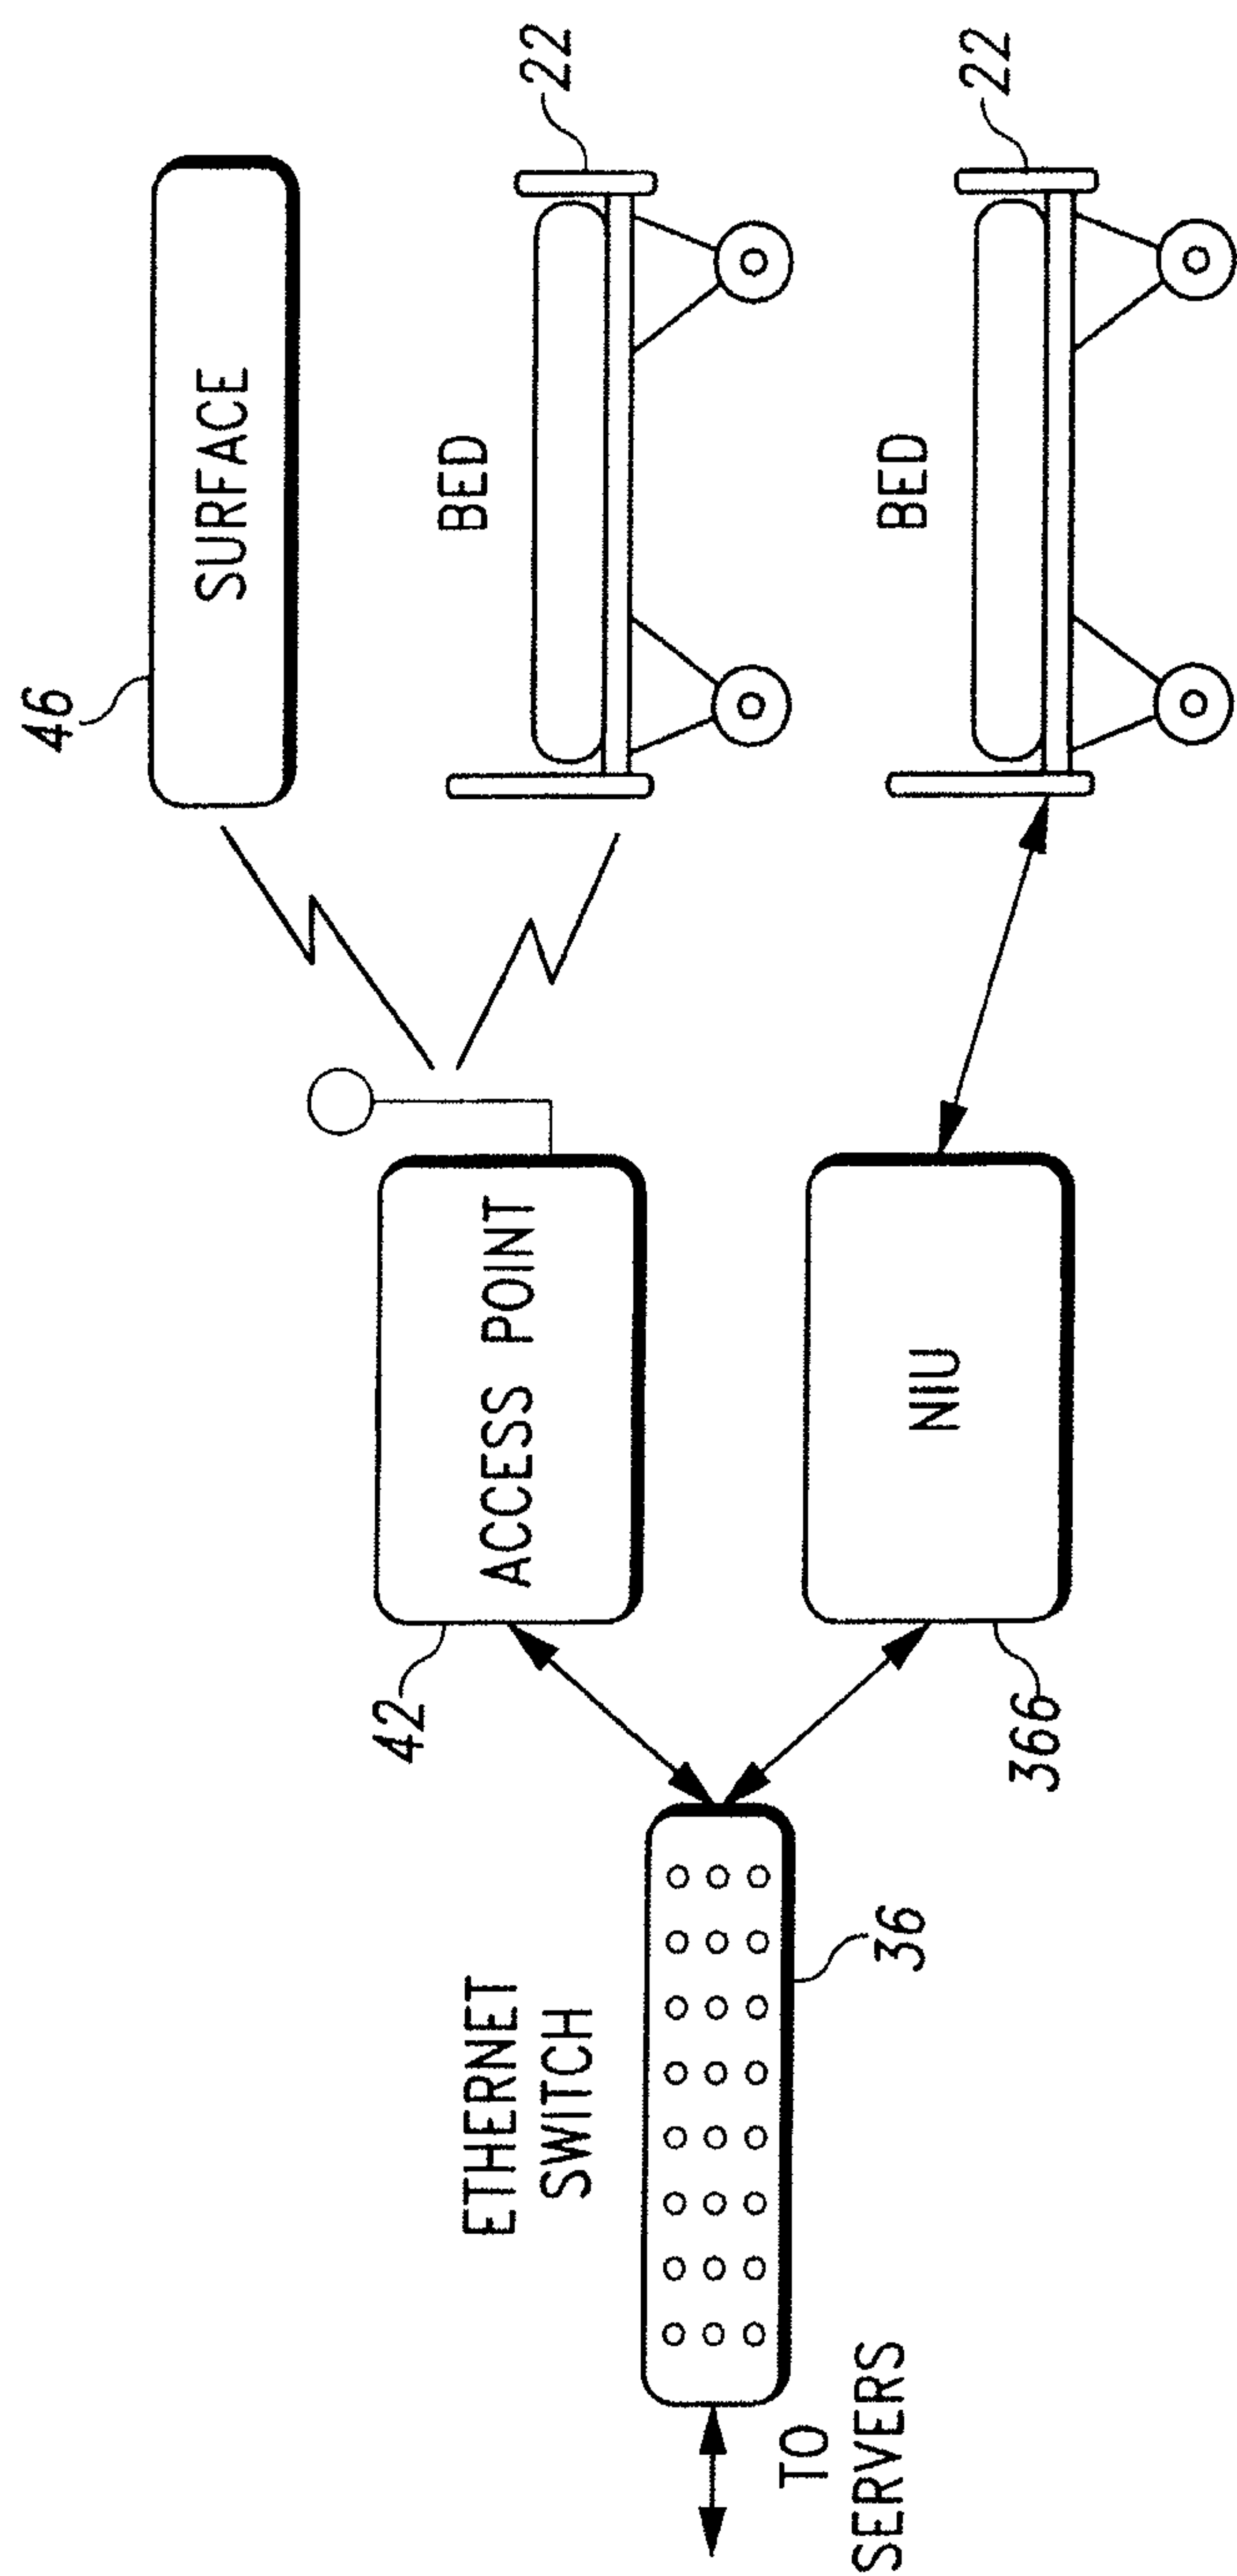 46
SURFACE
22
BED
22
BED
42
ACCESS POINT
NIU
366
ETHERNET
SWITCH
36
TO
SERVERS